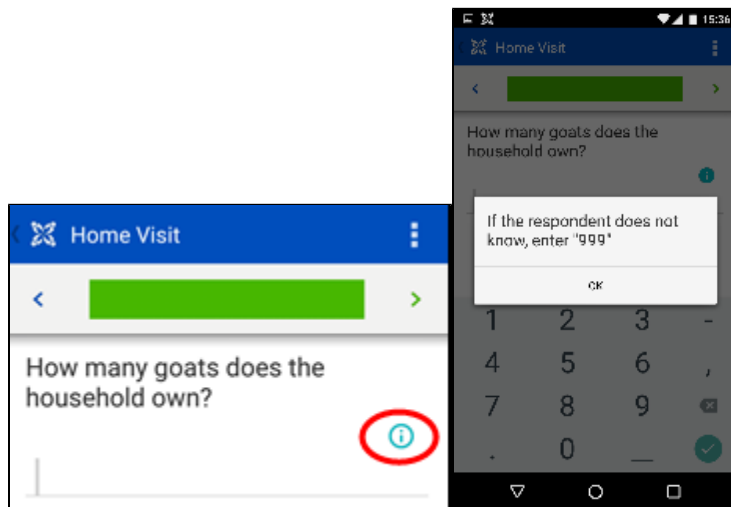 Home Visit
How many goats does the
household own?
15:36
Home Visit
How many goats does the
household own?
If the respondent does not
know, enter "999"
OK
1 2 3 -
4 5 6 ,
7 8 9
. 0 _